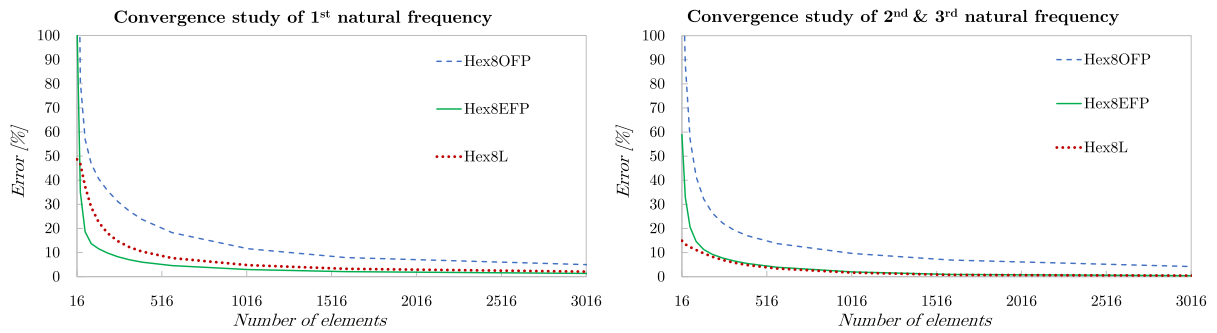 Convergence study of 1st natural frequency
100
90
80
70
60
50
40
30
20
10
0
Error [%]
16 516 1016 1516 2016 2516 3016
Number of elements
Hex8OFP
Hex8EFP
Hex8L
Convergence study of 2nd & 3rd natural frequency
100
90
80
70
60
50
40
30
20
10
0
Error [%]
16 516 1016 1516 2016 2516 3016
Number of elements
Hex8OFP
Hex8EFP
Hex8L